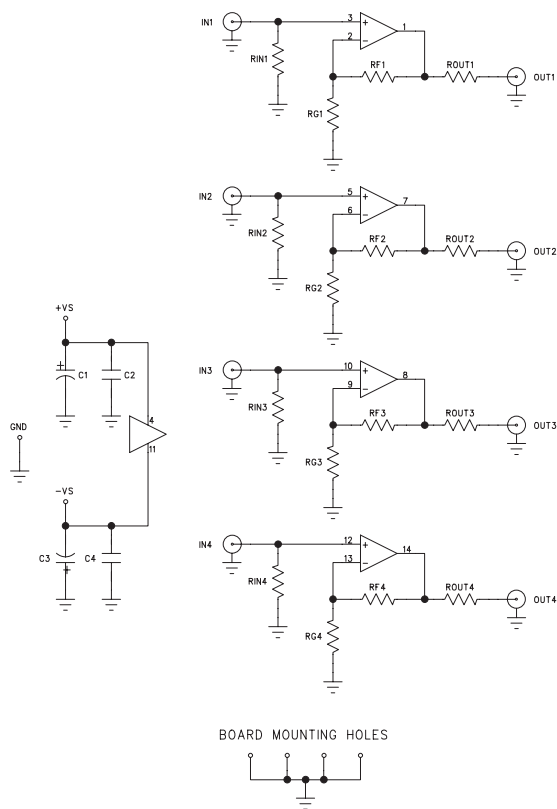 IN1
3
+
1
2
−
RIN1
RF1
ROUT1
OUT1
RG1
IN2
5
+
7
6
−
RIN2
RF2
ROUT2
OUT2
RG2
+VS
+
C1
C2
4
11
GND
−VS
C3
C4
+
IN3
10
+
8
9
−
RIN3
RF3
ROUT3
OUT3
RG3
IN4
12
+
14
13
−
RIN4
RF4
ROUT4
OUT4
RG4
BOARD MOUNTING HOLES